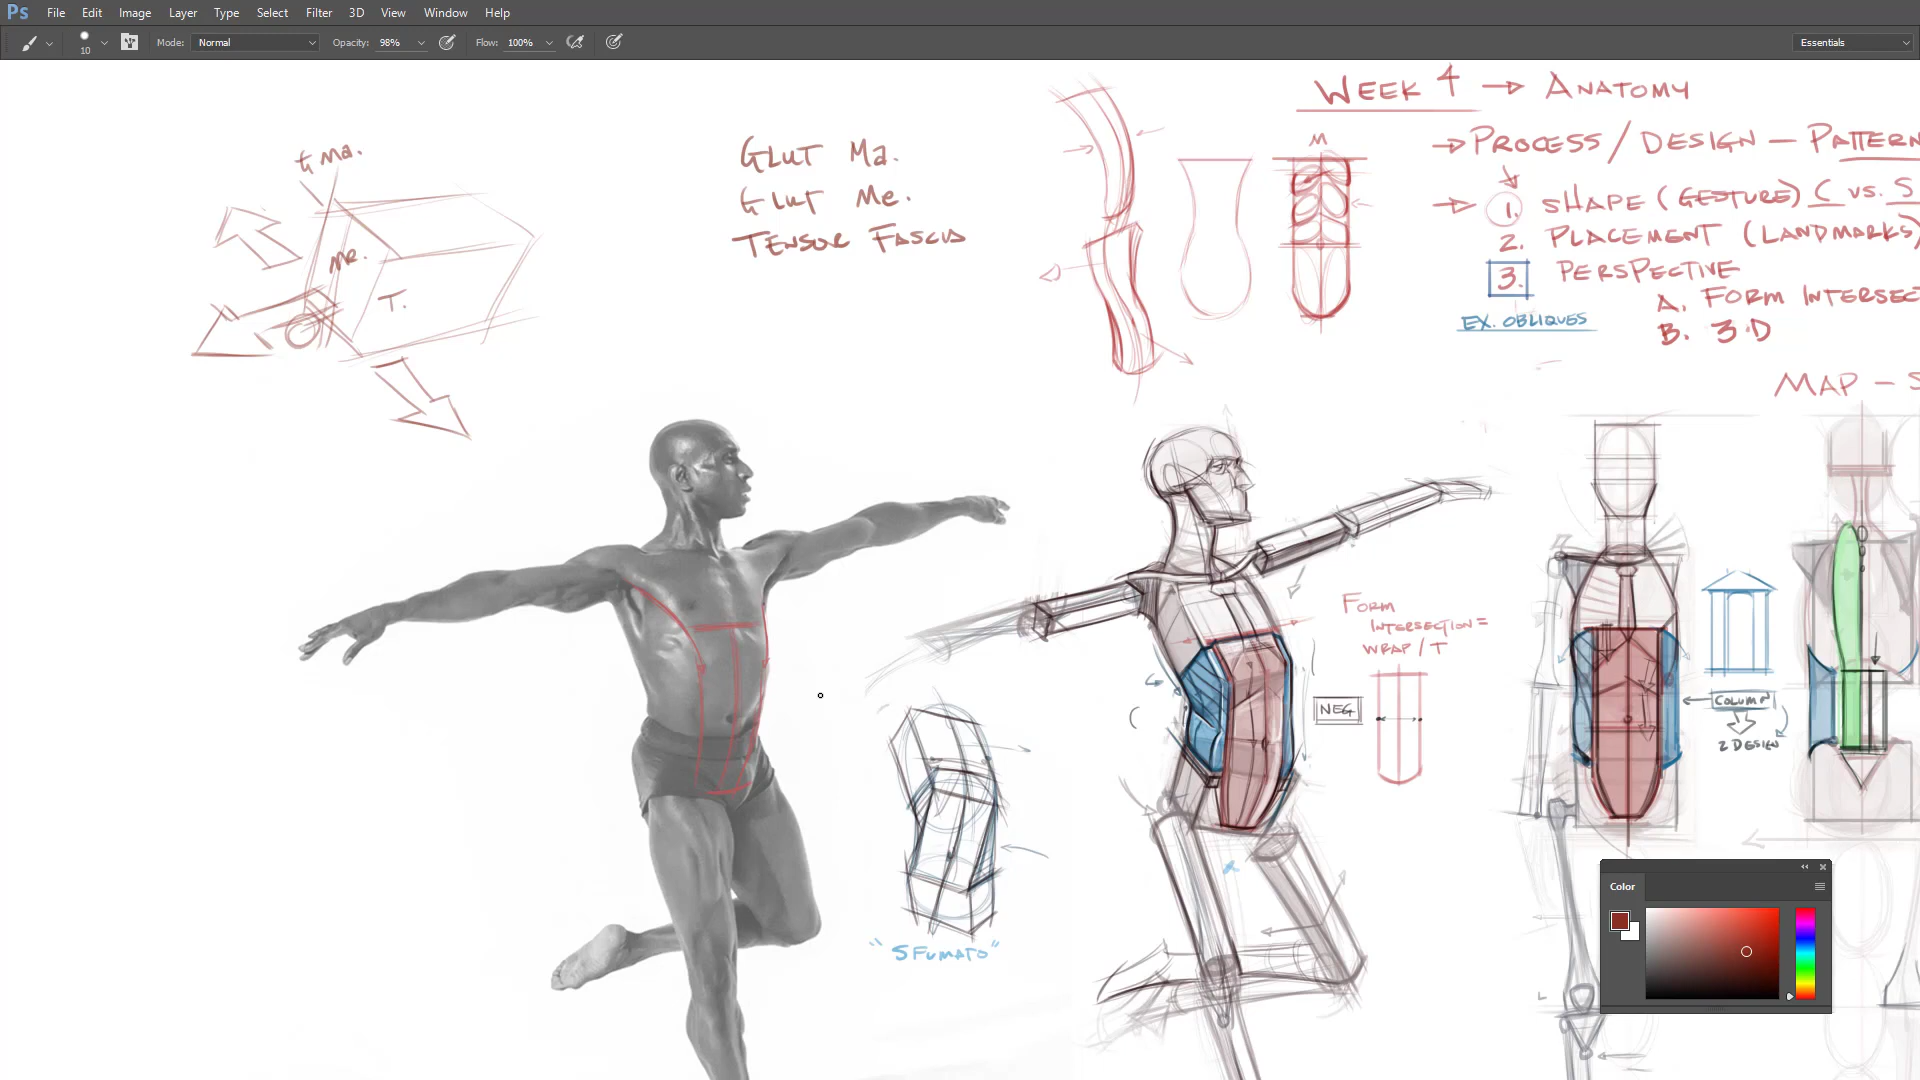 Ps File Edit Image Layer Type Select Filter 3D View Window Help
10 Mode: Normal Opacity: 98% Flow: 100% Essentials
WEEK 4 → ANATOMY
→ PROCESS / DESIGN — PATTERN
1. SHAPE (GESTURE) C VS. S
2. PLACEMENT (LANDMARKS)
3. PERSPECTIVE
A. FORM INTERSEC
B. 3·D
EX. OBLIQUES
MAP — S
M
G Ma.
Me.
T.
GLUT Ma.
GLUT Me.
TENSOR FASCIA
FORM
INTERSECTION =
WRAP / T
NEG
COLUMN
2 DESIGN
"SFUMATO"
Color